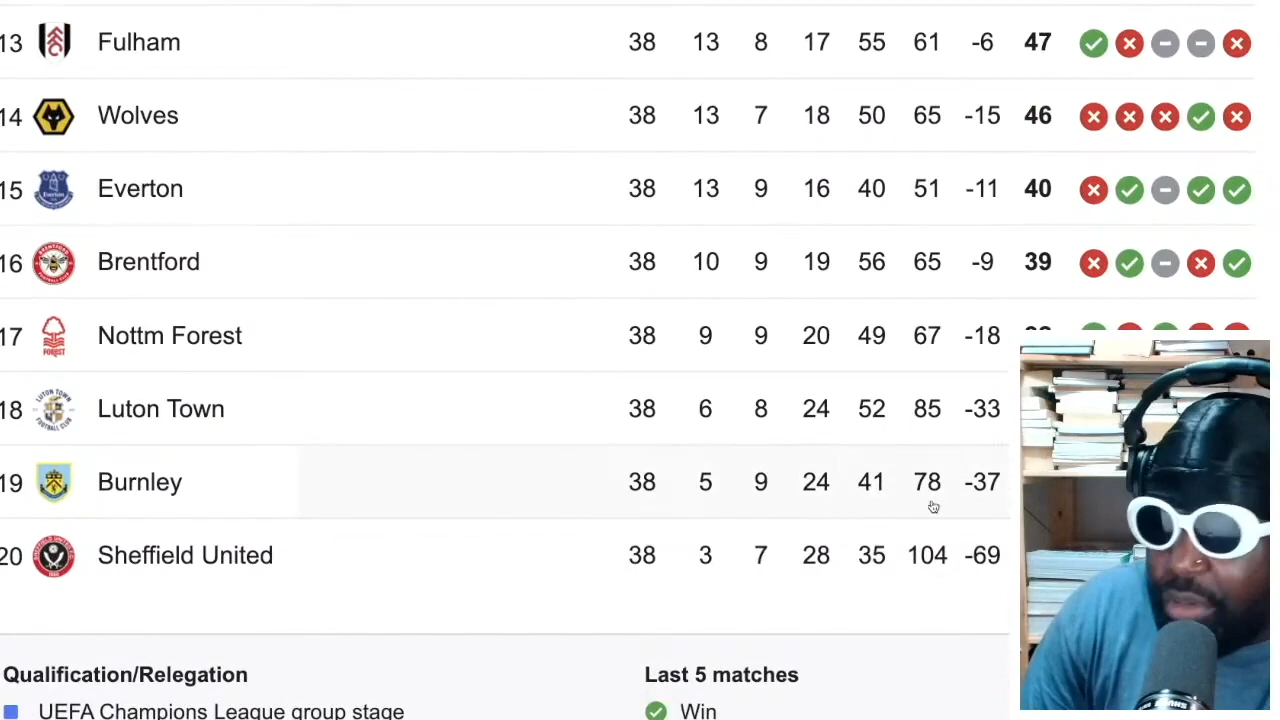 13 Fulham 38 13 8 17 55 61 -6 47
14 Wolves 38 13 7 18 50 65 -15 46
15 Everton 38 13 9 16 40 51 -11 40
16 Brentford 38 10 9 19 56 65 -9 39
17 Nottm Forest 38 9 9 20 49 67 -18
18 Luton Town 38 6 8 24 52 85 -33
19 Burnley 38 5 9 24 41 78 -37
20 Sheffield United 38 3 7 28 35 104 -69
Qualification/Relegation Last 5 matches
UEFA Champions League group stage Win